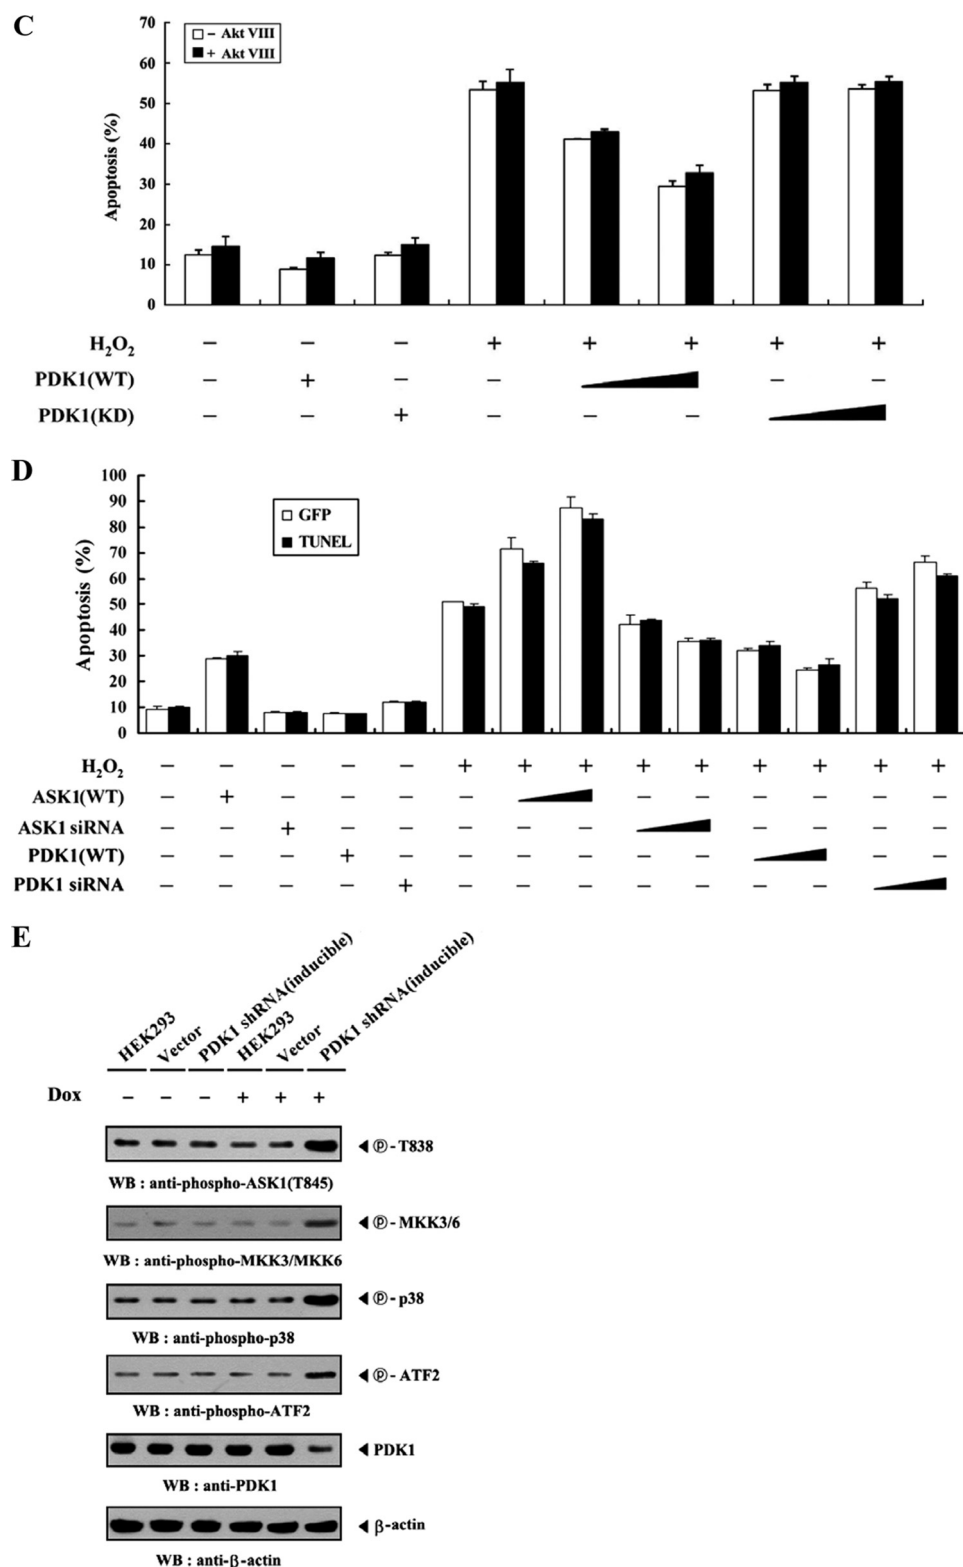 C
70
60
50
40
30
20
10
0
Apoptosis (%)
− Akt VIII
+ Akt VIII
H₂O₂ − − − + + + + +
PDK1(WT) − + − − − −
PDK1(KD) − − + − − −
D
100
90
80
70
60
50
40
30
20
10
0
Apoptosis (%)
GFP
TUNEL
H₂O₂ − − − − − + + + + + + + + +
ASK1(WT) − + − − − − − − − − − −
ASK1 siRNA − − + − − − − − − − − −
PDK1(WT) − − − + − − − − − − − −
PDK1 siRNA − − − − + − − − − − − −
E
HEK293 Vector PDK1 shRNA(inducible) HEK293 Vector PDK1 shRNA(inducible)
Dox − − − + + +
◀ⓟ- T838
WB : anti-phospho-ASK1(T845)
◀ⓟ- MKK3/6
WB : anti-phospho-MKK3/MKK6
◀ⓟ- p38
WB : anti-phospho-p38
◀ⓟ- ATF2
WB : anti-phospho-ATF2
◀ PDK1
WB : anti-PDK1
◀ β-actin
WB : anti-β-actin